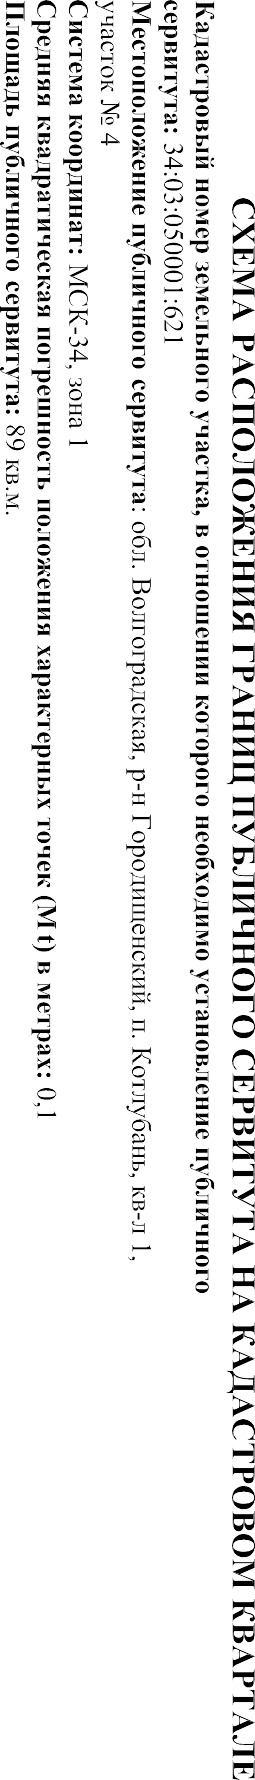 СХЕМА РАСПОЛОЖЕНИЯ ГРАНИЦ ПУБЛИЧНОГО СЕРВИТУТА НА КАДАСТРОВОМ КВАРТАЛЕ
Кадастровый номер земельного участка, в отношении которого необходимо установление публичного
сервитута: 34:03:050001:621
Местоположение публичного сервитута: обл. Волгоградская, р-н Городищенский, п. Котлубань, кв-л 1,
участок № 4
Система координат: МСК-34, зона 1
Средняя квадратическая погрешность положения характерных точек (Mt) в метрах: 0,1
Площадь публичного сервитута: 89 кв.м.